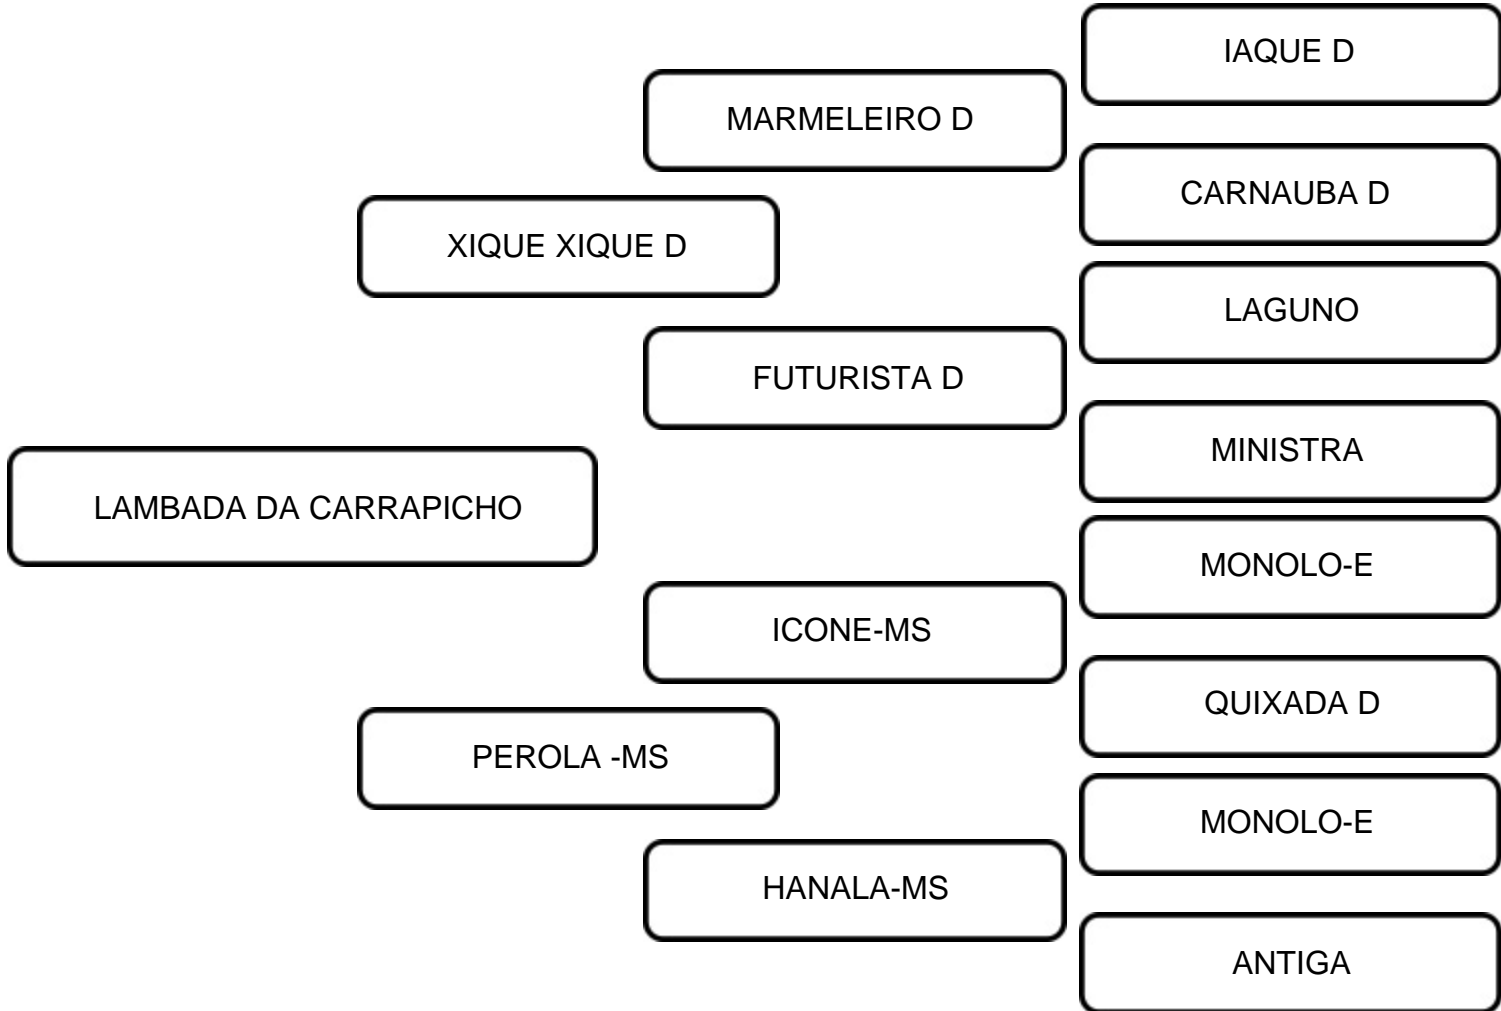 IAQUE D
MARMELEIRO D
CARNAUBA D
XIQUE XIQUE D
LAGUNO
FUTURISTA D
MINISTRA
LAMBADA DA CARRAPICHO
MONOLO-E
ICONE-MS
QUIXADA D
PEROLA -MS
MONOLO-E
HANALA-MS
ANTIGA